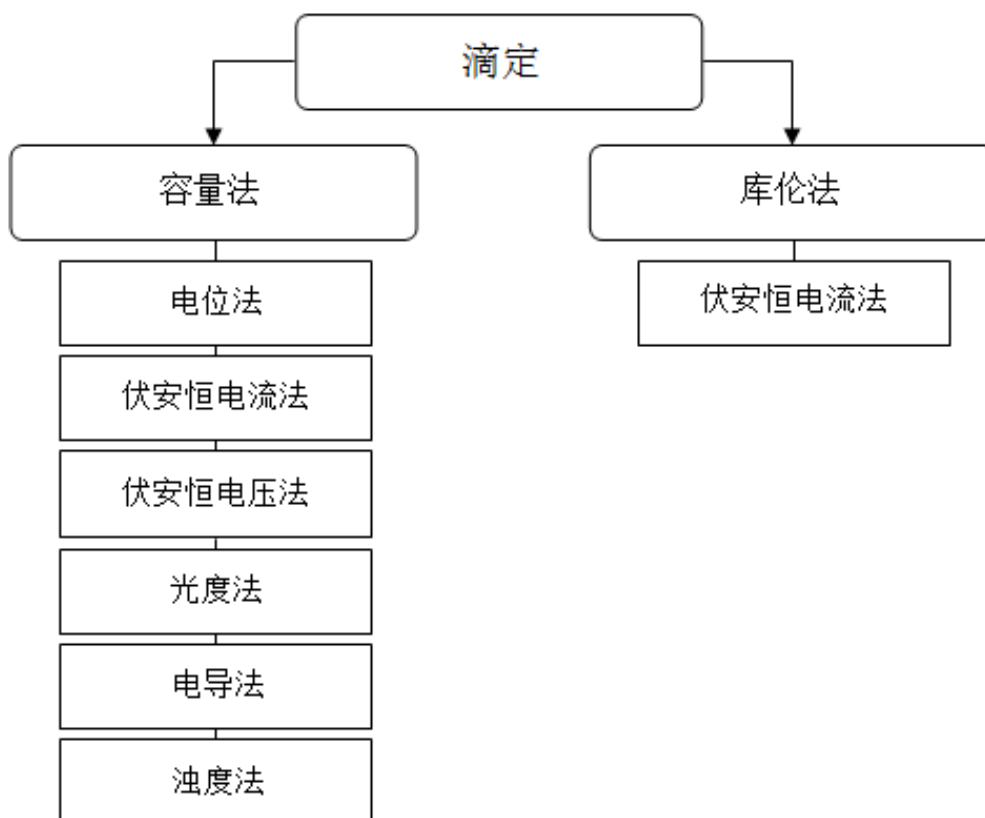 滴定
容量法
库伦法
电位法
伏安恒电流法
伏安恒电流法
伏安恒电压法
光度法
电导法
浊度法